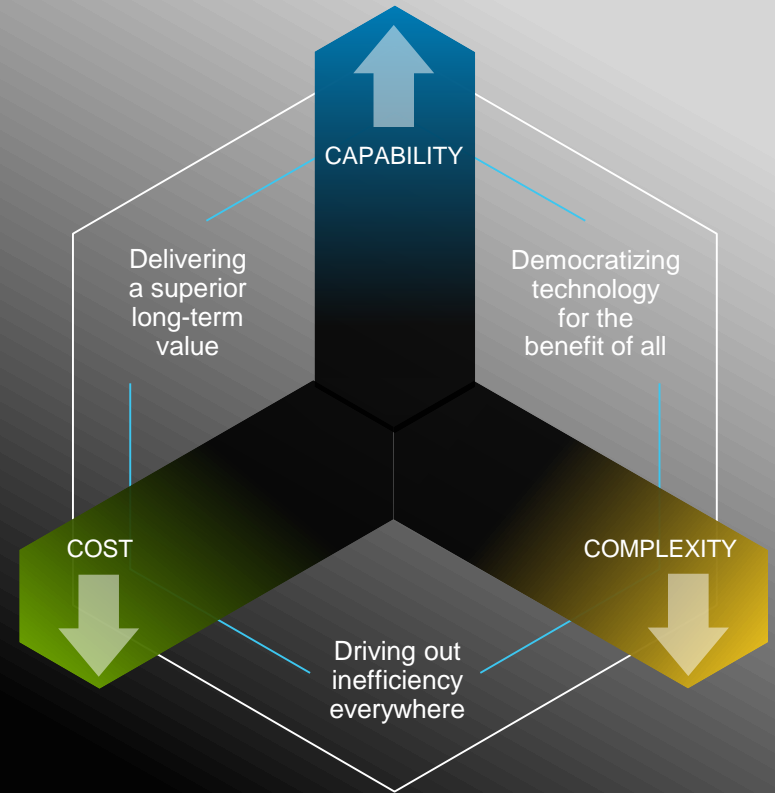 CAPABILITY
Delivering
a superior
long-term
value
Democratizing
technology
for the
benefit of all
COST
COMPLEXITY
Driving out
inefficiency
everywhere